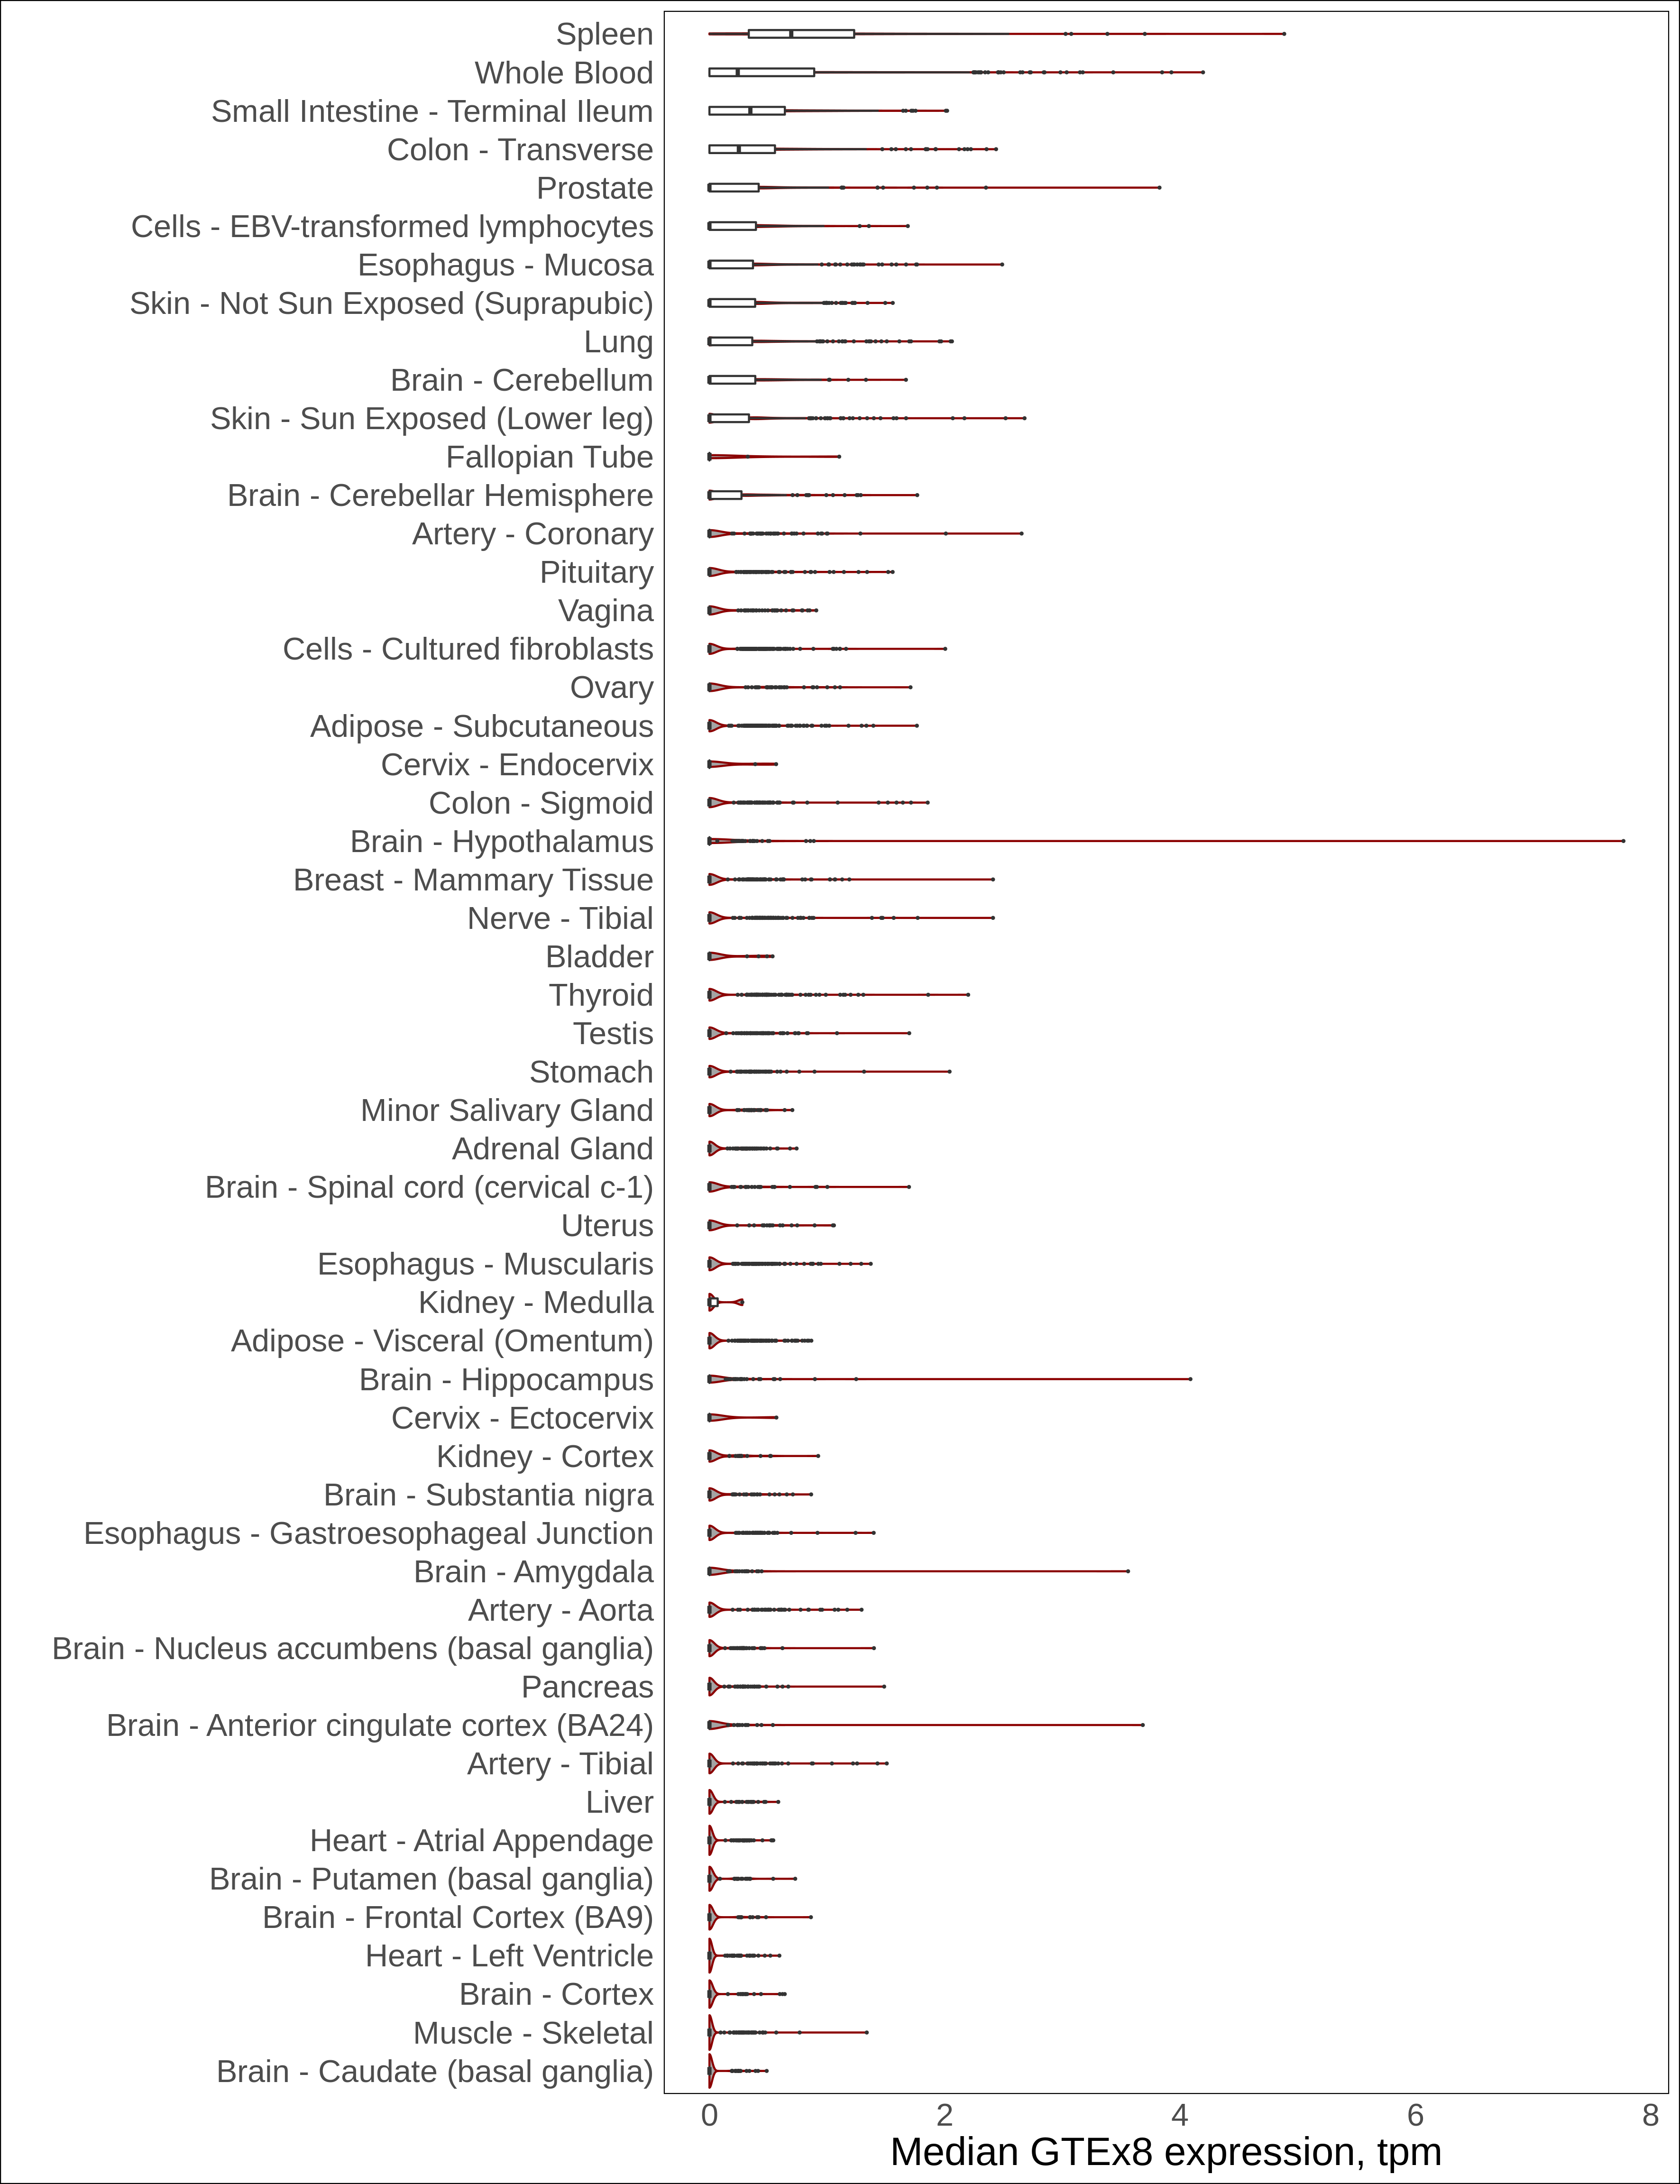 Spleen
Whole Blood
Small Intestine - Terminal Ileum
Colon - Transverse
Prostate
Cells - EBV-transformed lymphocytes
Esophagus - Mucosa
Skin - Not Sun Exposed (Suprapubic)
Lung
Brain - Cerebellum
Skin - Sun Exposed (Lower leg)
Fallopian Tube
Brain - Cerebellar Hemisphere
Artery - Coronary
Pituitary
Vagina
Cells - Cultured fibroblasts
Ovary
Adipose - Subcutaneous
Cervix - Endocervix
Colon - Sigmoid
Brain - Hypothalamus
Breast - Mammary Tissue
Nerve - Tibial
Bladder
Thyroid
Testis
Stomach
Minor Salivary Gland
Adrenal Gland
Brain - Spinal cord (cervical c-1)
Uterus
Esophagus - Muscularis
Kidney - Medulla
Adipose - Visceral (Omentum)
Brain - Hippocampus
Cervix - Ectocervix
Kidney - Cortex
Brain - Substantia nigra
Esophagus - Gastroesophageal Junction
Brain - Amygdala
Artery - Aorta
Brain - Nucleus accumbens (basal ganglia)
Pancreas
Brain - Anterior cingulate cortex (BA24)
Artery - Tibial
Liver
Heart - Atrial Appendage
Brain - Putamen (basal ganglia)
Brain - Frontal Cortex (BA9)
Heart - Left Ventricle
Brain - Cortex
Muscle - Skeletal
Brain - Caudate (basal ganglia)
0 2 4 6 8
Median GTEx8 expression, tpm